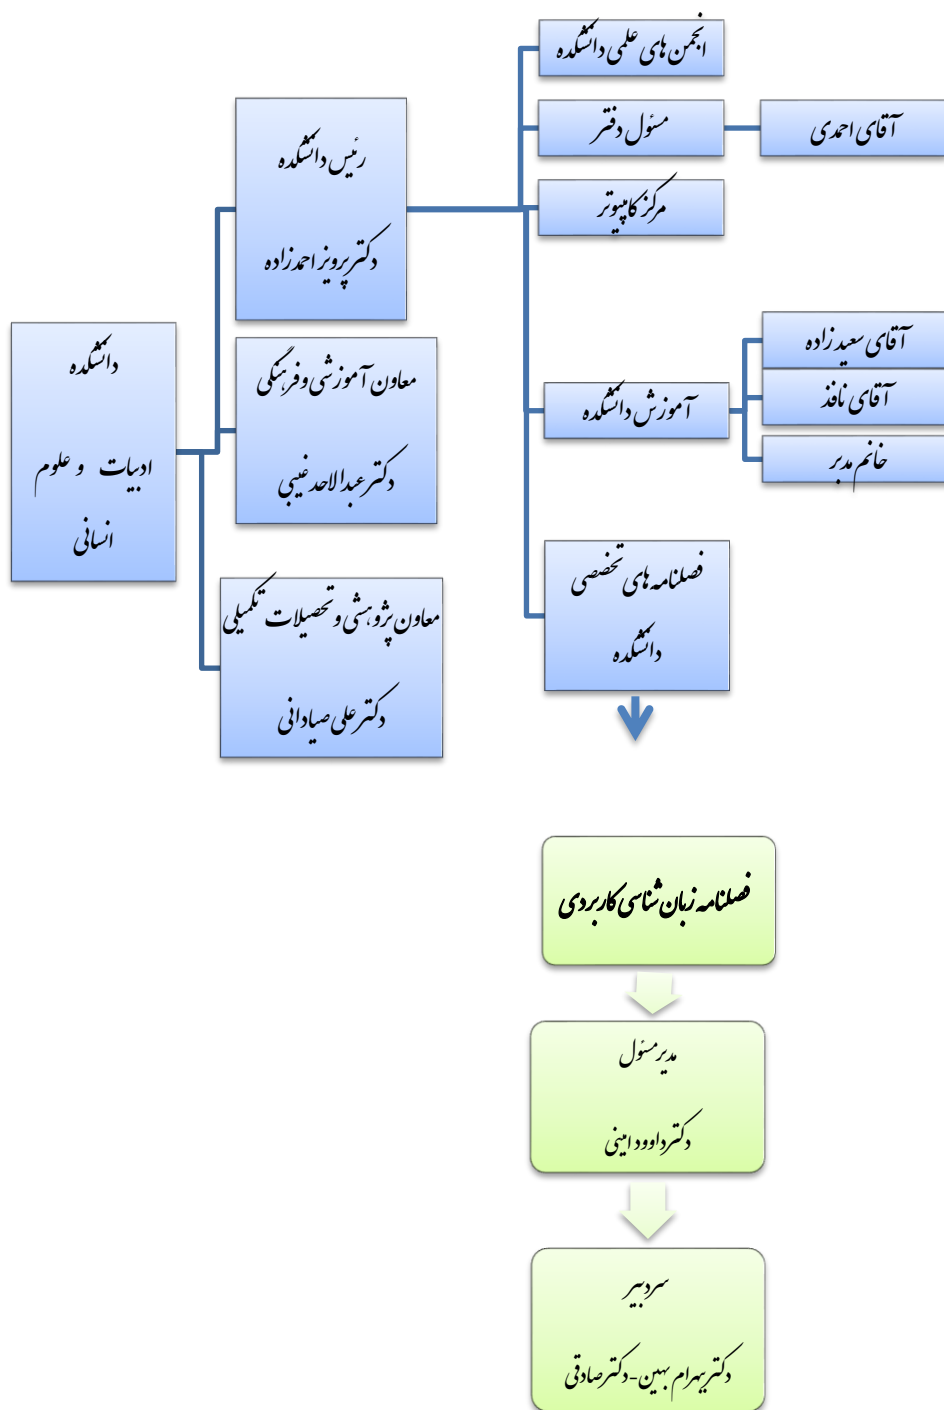 انجمن های علمی دانشکده
مسئول دفتر
آقای احمدی
مرکز کامپیوتر
رئیس دانشکده
دکتر پرویز احمدزاده
آقای سعید زاده
آقای نافذ
خانم مدبر
آموزش دانشکده
معاون آموزشی و فرهنگی
دکتر عبدالاحد غیبی
دانشکده
ادبیات و علوم
انسانی
فصلنامه های تخصصی
دانشکده
معاون پژوهشی و تحصیلات تکمیلی
دکتر علی صیادانی
فصلنامه زبان شناسی کاربردی
مدیر مسئول
دکتر داوود امینی
سردبیر
دکتر بهرام بهین-دکتر صادقی